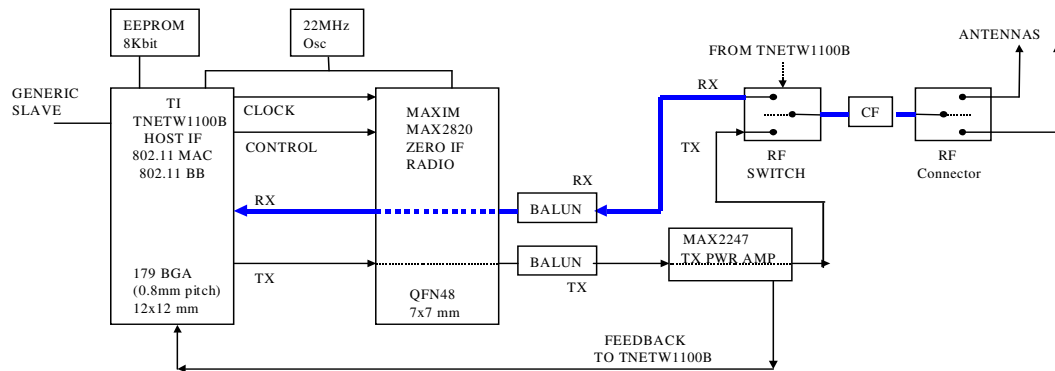 EEPROM
8Kbit
22MHz
Osc
ANTENNAS
FROM TNETW1100B
GENERIC
SLAVE
TI
TNETW1100B
HOST IF
802.11 MAC
802.11 BB
CLOCK
CONTROL
MAXIM
MAX2820
ZERO IF
RADIO
RX
CF
TX
RF
SWITCH
RF
Connector
RX
RX
BALUN
MAX2247
TX PWR AMP
BALUN
TX
TX
179 BGA
(0.8mm pitch)
12x12 mm
QFN48
7x7 mm
FEEDBACK
TO TNETW1100B